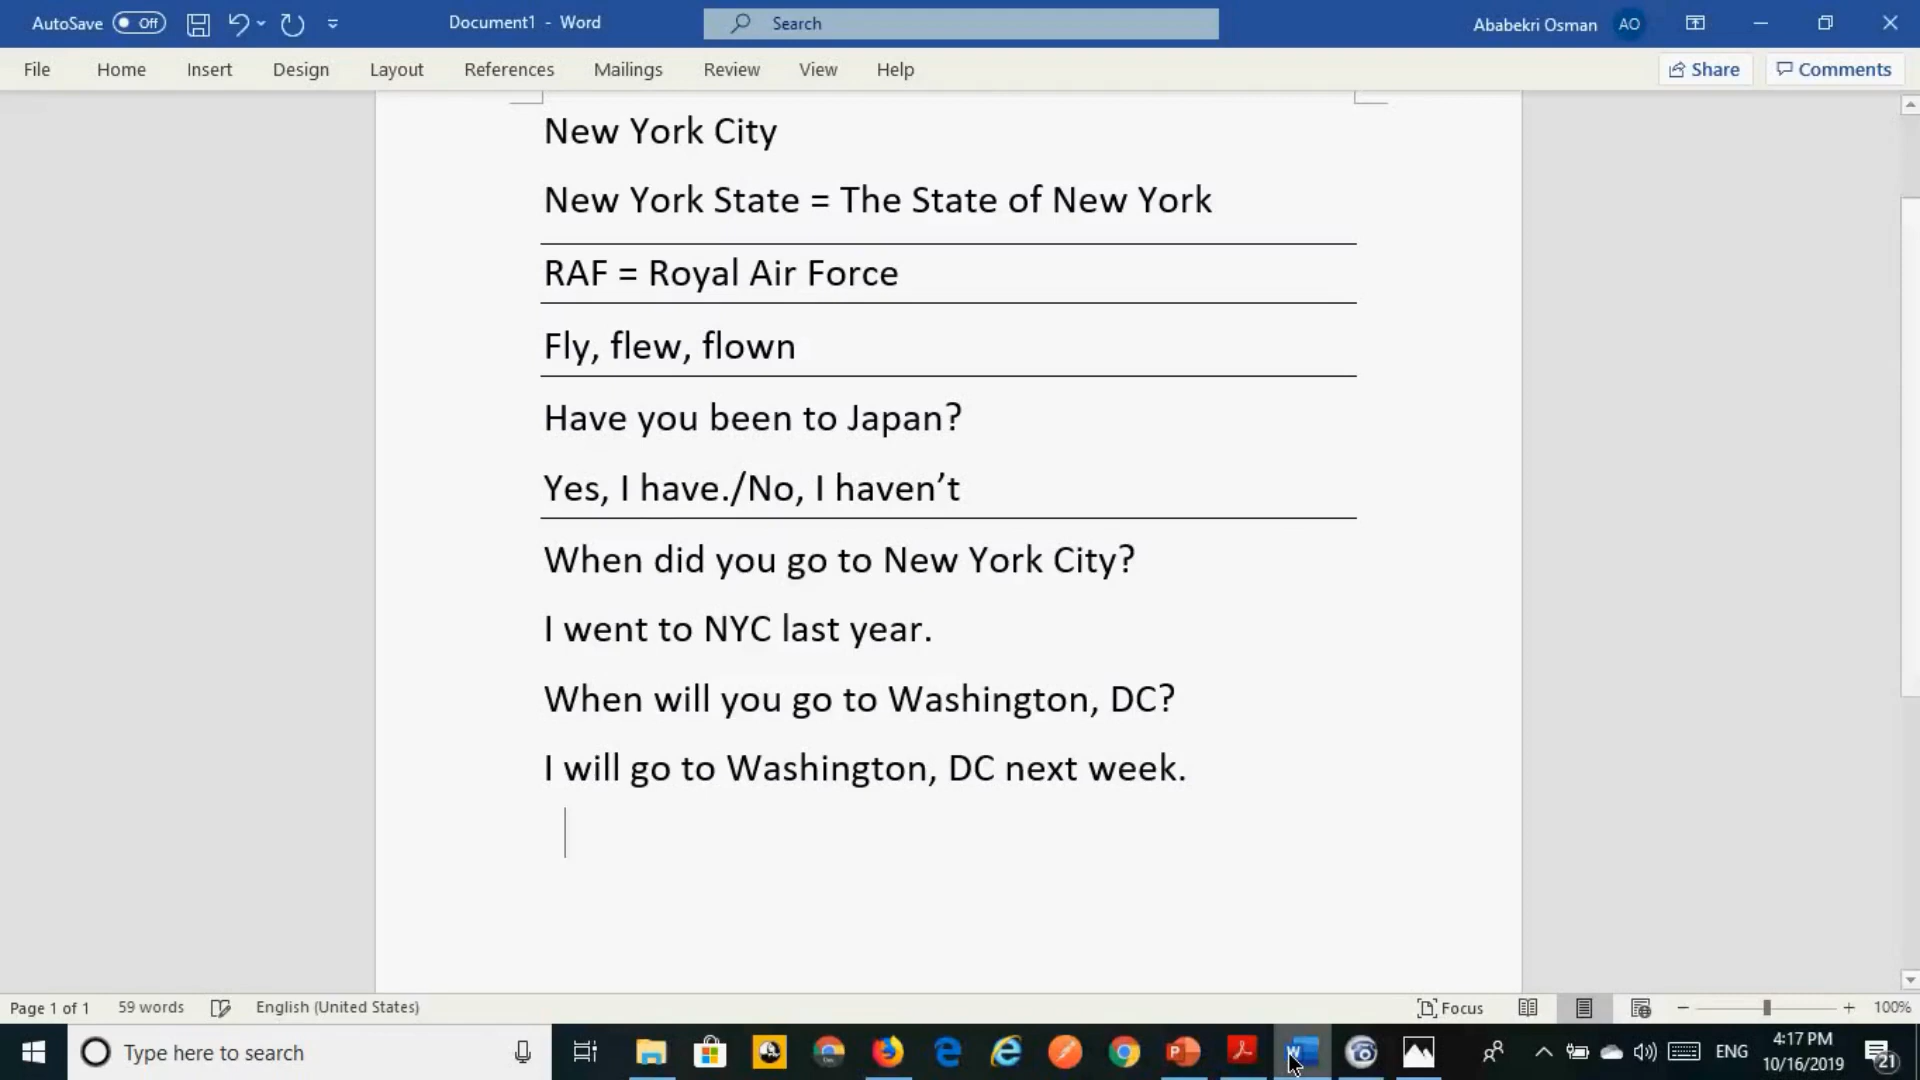 AutoSave Off Document1 - Word Search Ababekri Osman AO
File Home Insert Design Layout References Mailings Review View Help Share Comments
New York City
New York State = The State of New York
RAF = Royal Air Force
Fly, flew, flown
Have you been to Japan?
Yes, I have./No, I haven’t
When did you go to New York City?
I went to NYC last year.
When will you go to Washington, DC?
I will go to Washington, DC next week.
Page 1 of 1 59 words English (United States) Focus 100%
Type here to search ENG 4:17 PM
10/16/2019 21